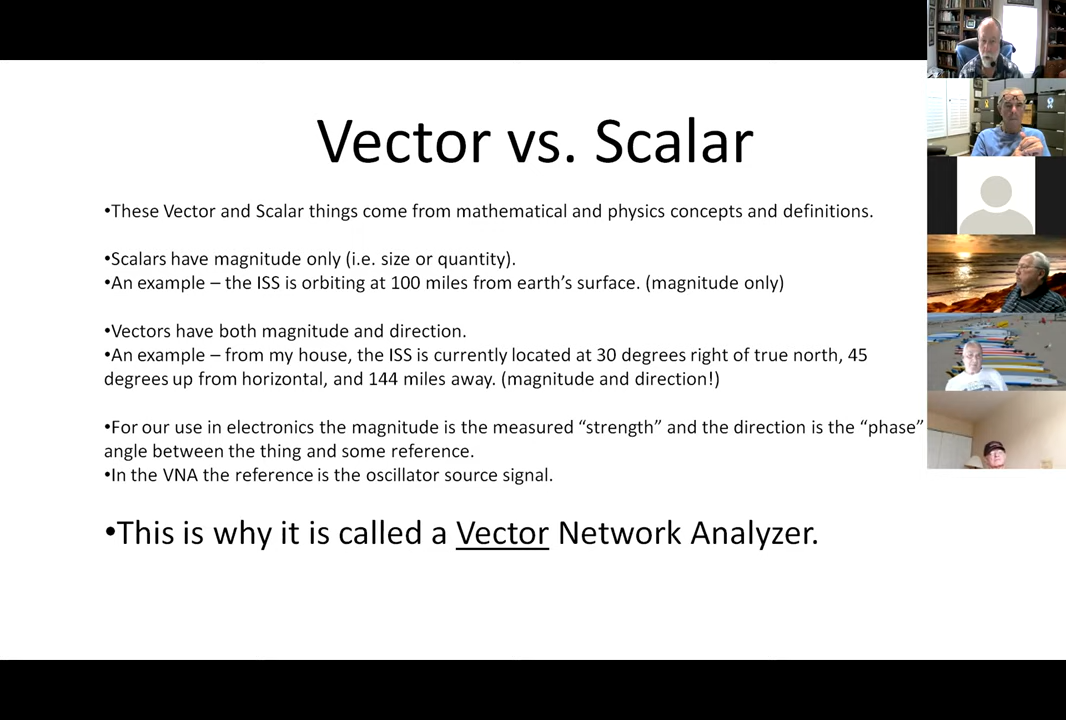 Vector vs. Scalar
•These Vector and Scalar things come from mathematical and physics concepts and definitions.
•Scalars have magnitude only (i.e. size or quantity).
•An example – the ISS is orbiting at 100 miles from earth’s surface. (magnitude only)
•Vectors have both magnitude and direction.
•An example – from my house, the ISS is currently located at 30 degrees right of true north, 45
degrees up from horizontal, and 144 miles away. (magnitude and direction!)
•For our use in electronics the magnitude is the measured “strength” and the direction is the “phase”
angle between the thing and some reference.
•In the VNA the reference is the oscillator source signal.
•This is why it is called a Vector Network Analyzer.